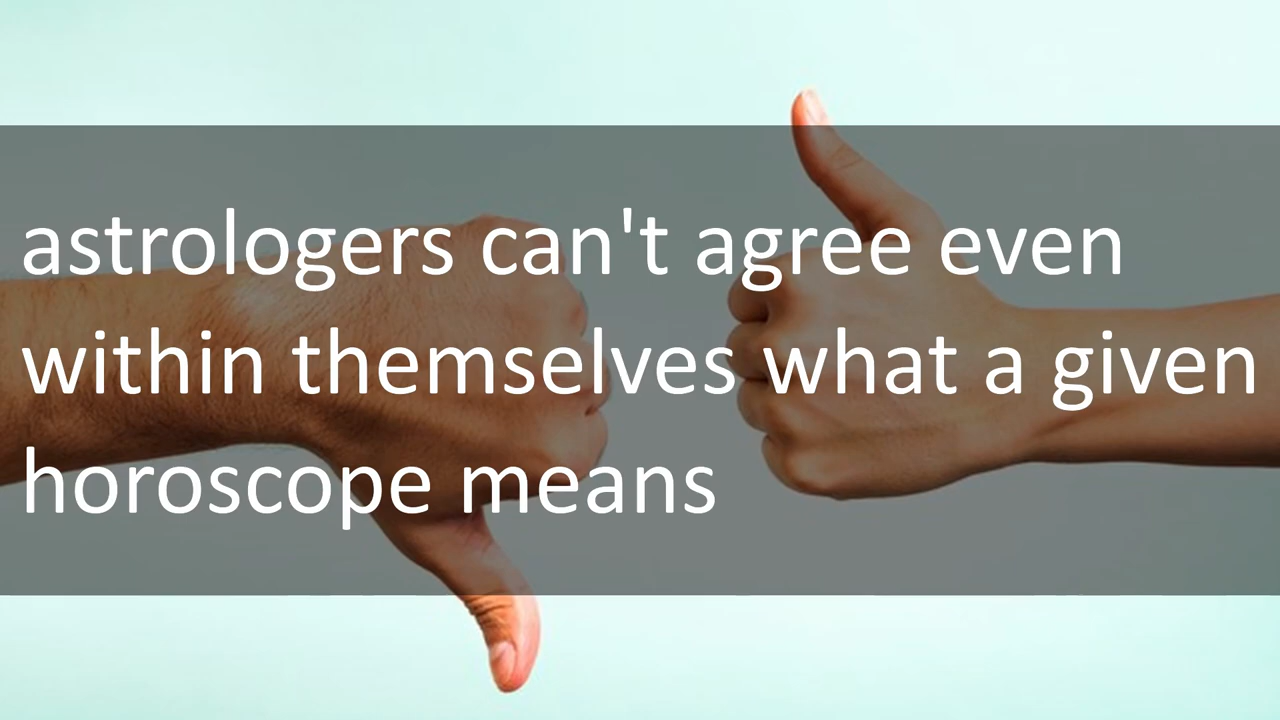 astrologers can't agree even
within themselves what a given
horoscope means